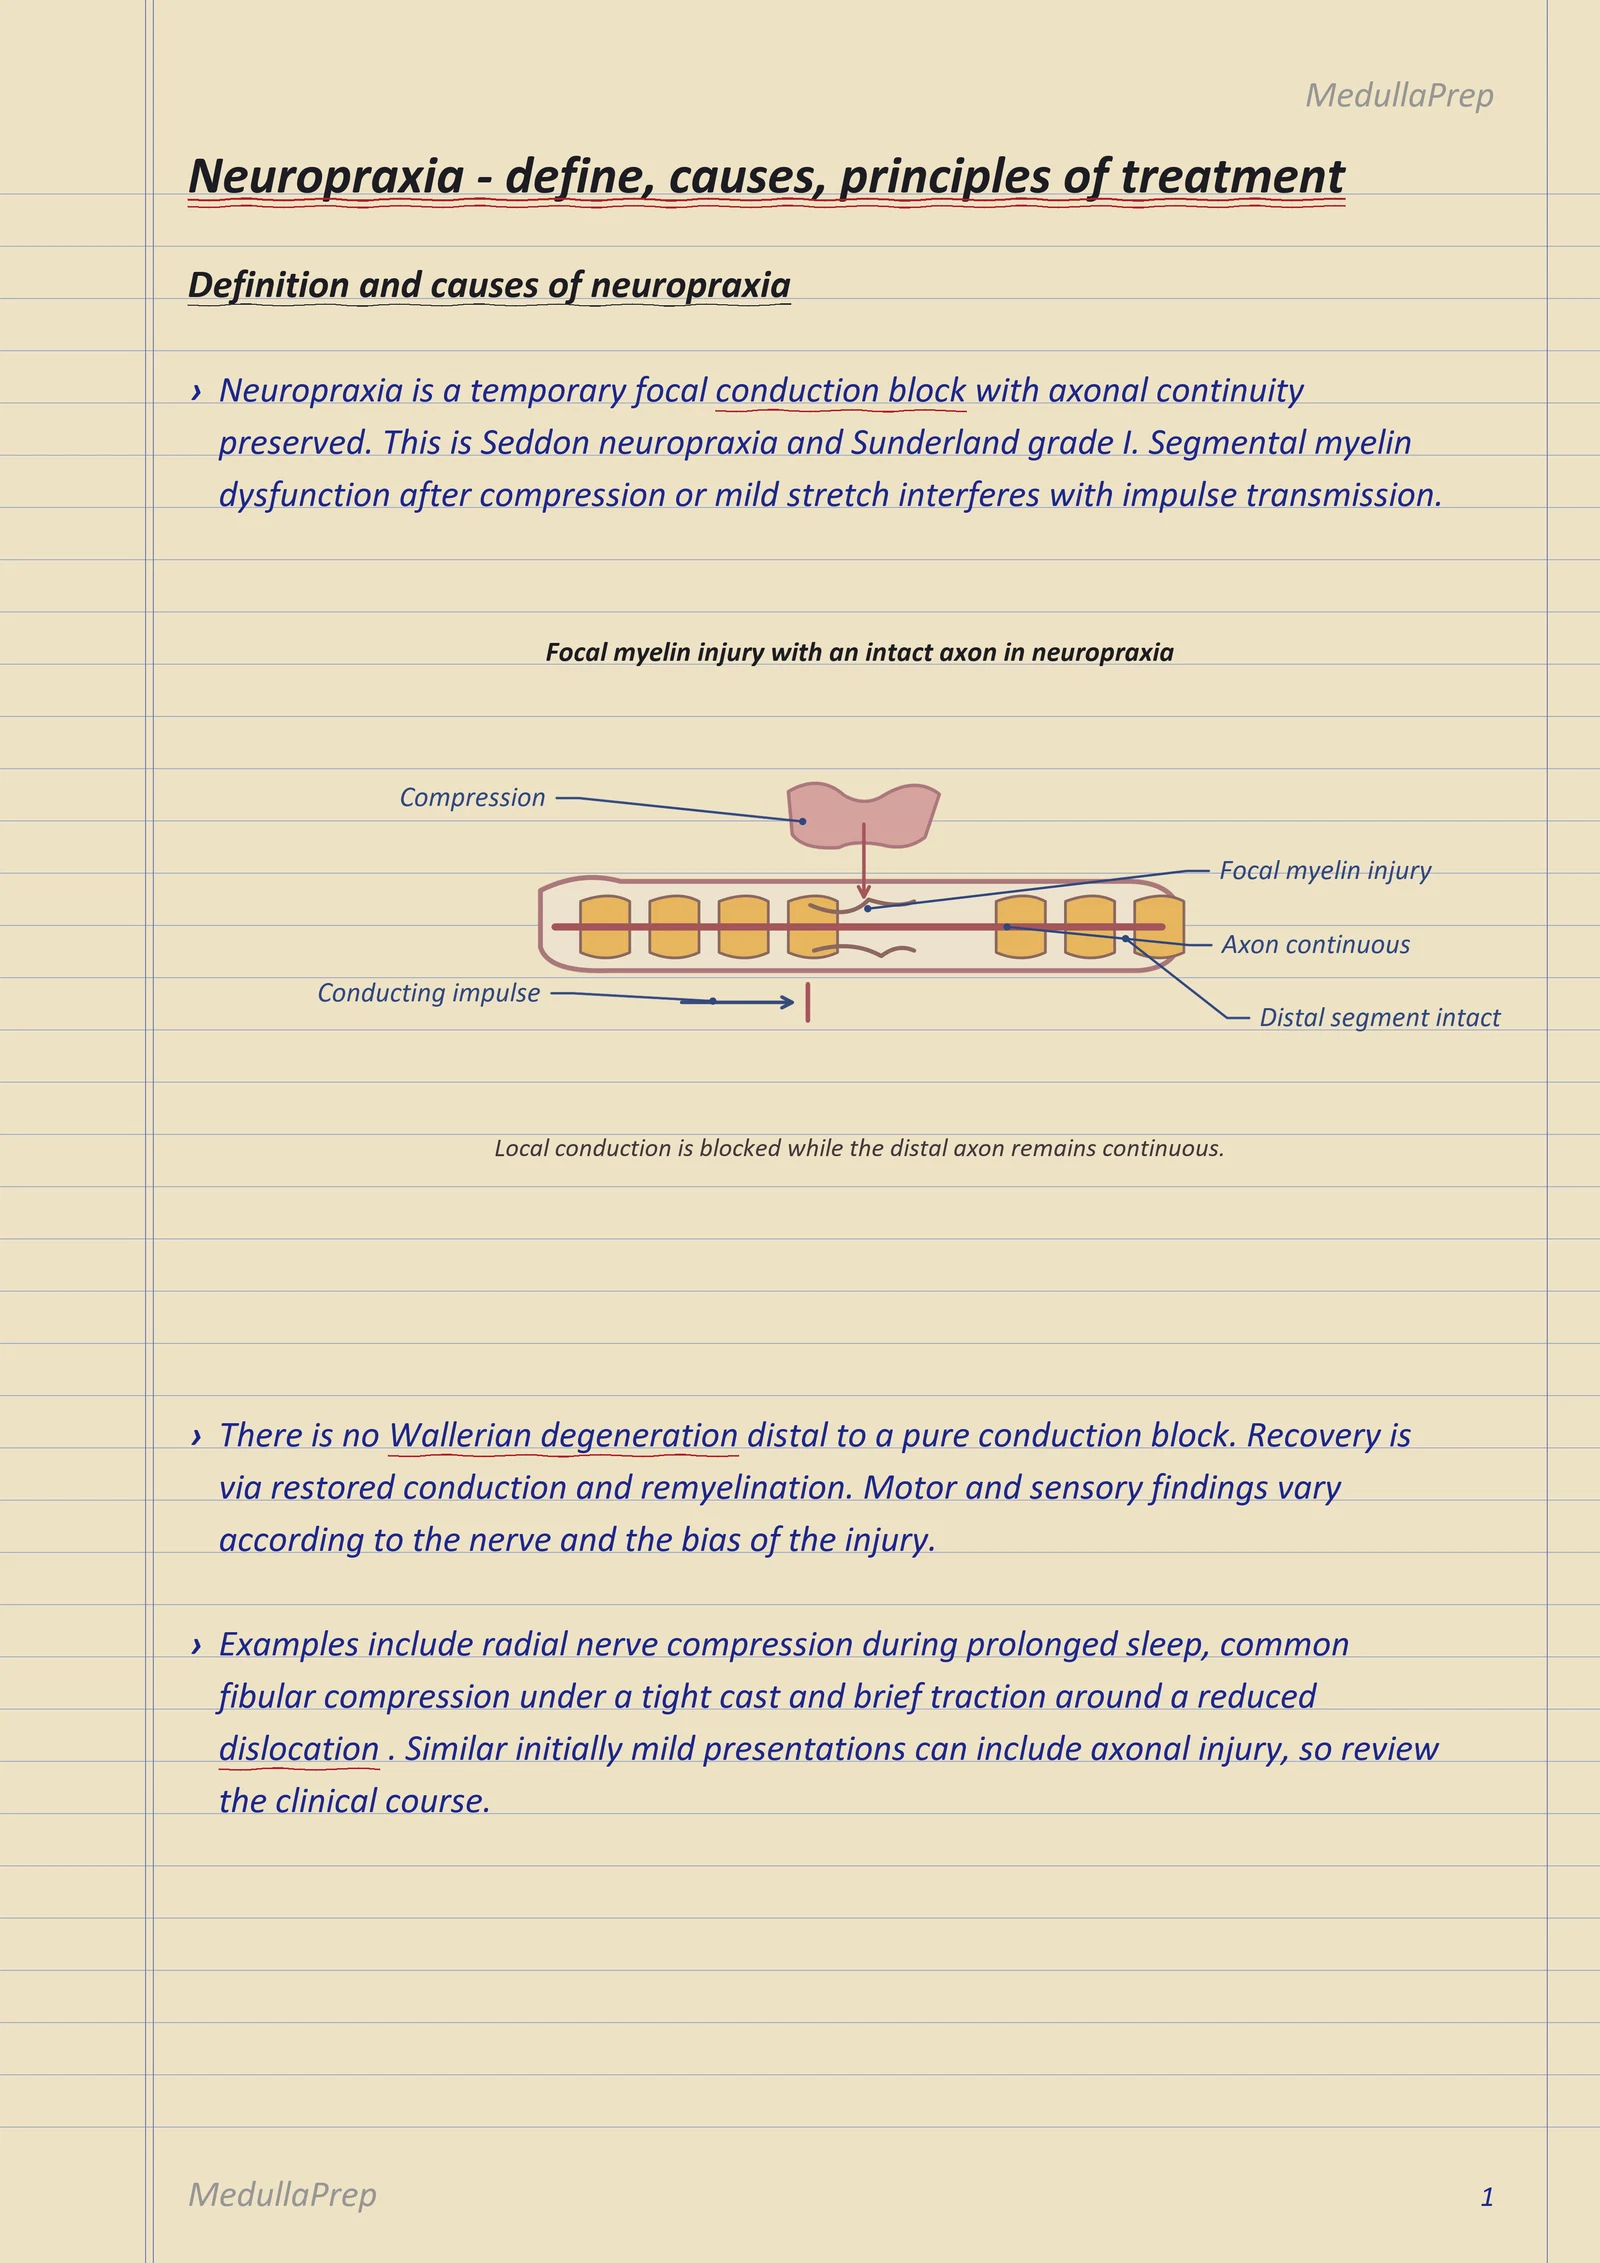 MedullaPrep
Neuropraxia - define, causes, principles of treatment
Definition and causes of neuropraxia
› Neuropraxia is a temporary focal conduction block with axonal continuity
preserved. This is Seddon neuropraxia and Sunderland grade I. Segmental myelin
dysfunction after compression or mild stretch interferes with impulse transmission.
Focal myelin injury with an intact axon in neuropraxia
Compression
Focal myelin injury
Axon continuous
Conducting impulse
Distal segment intact
Local conduction is blocked while the distal axon remains continuous.
› There is no Wallerian degeneration distal to a pure conduction block. Recovery is
via restored conduction and remyelination. Motor and sensory findings vary
according to the nerve and the bias of the injury.
› Examples include radial nerve compression during prolonged sleep, common
fibular compression under a tight cast and brief traction around a reduced
dislocation . Similar initially mild presentations can include axonal injury, so review
the clinical course.
MedullaPrep
1